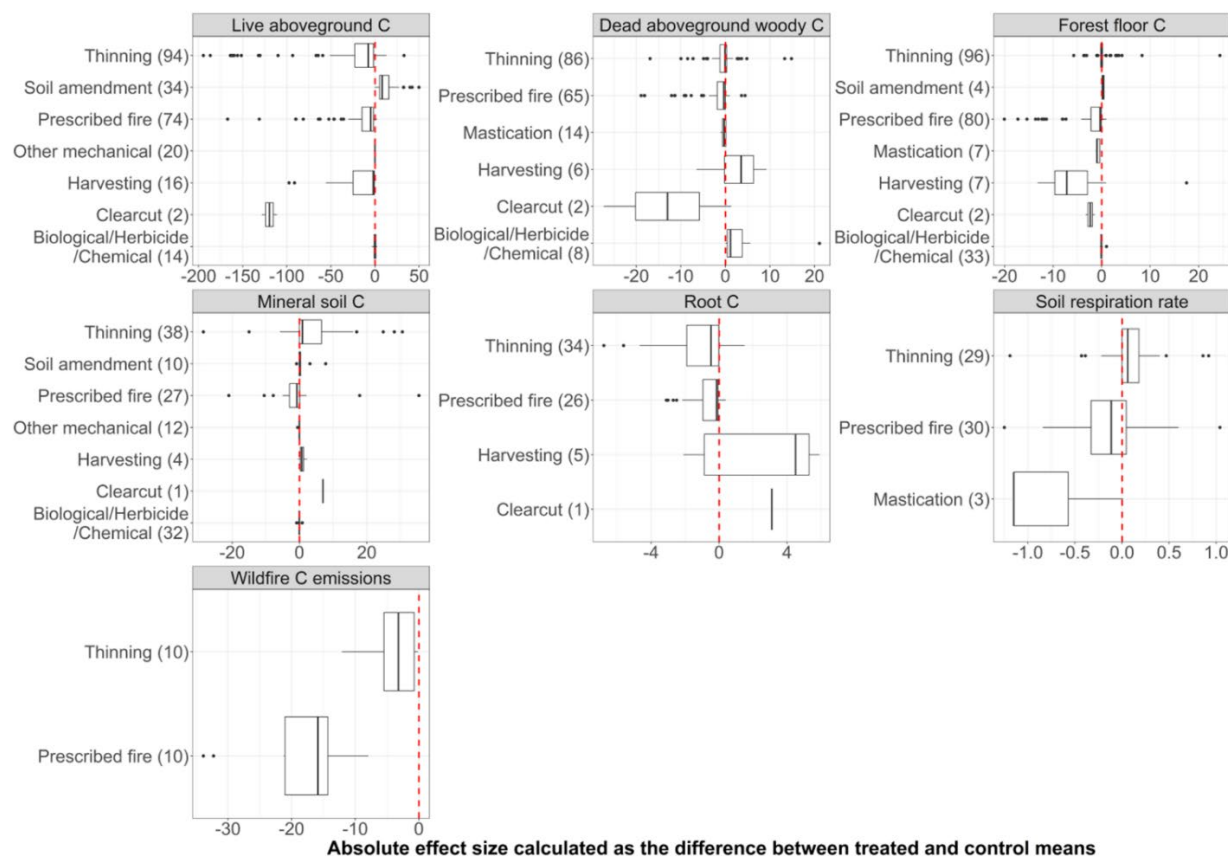 Live aboveground C
Thinning (94)
Soil amendment (34)
Prescribed fire (74)
Other mechanical (20)
Harvesting (16)
Clearcut (2)
Biological/Herbicide
/Chemical (14)
-200 -150 -100 -50 0 50
Dead aboveground woody C
Thinning (86)
Prescribed fire (65)
Mastication (14)
Harvesting (6)
Clearcut (2)
Biological/Herbicide
/Chemical (8)
-20 -10 0 10 20
Forest floor C
Thinning (96)
Soil amendment (4)
Prescribed fire (80)
Mastication (7)
Harvesting (7)
Clearcut (2)
Biological/Herbicide
/Chemical (33)
-20 -10 0 10 20
Mineral soil C
Thinning (38)
Soil amendment (10)
Prescribed fire (27)
Other mechanical (12)
Harvesting (4)
Clearcut (1)
Biological/Herbicide
/Chemical (32)
-20 0 20
Root C
Thinning (34)
Prescribed fire (26)
Harvesting (5)
Clearcut (1)
-4 0 4
Soil respiration rate
Thinning (29)
Prescribed fire (30)
Mastication (3)
-1.0 -0.5 0.0 0.5 1.0
Wildfire C emissions
Thinning (10)
Prescribed fire (10)
-30 -20 -10 0
Absolute effect size calculated as the difference between treated and control means